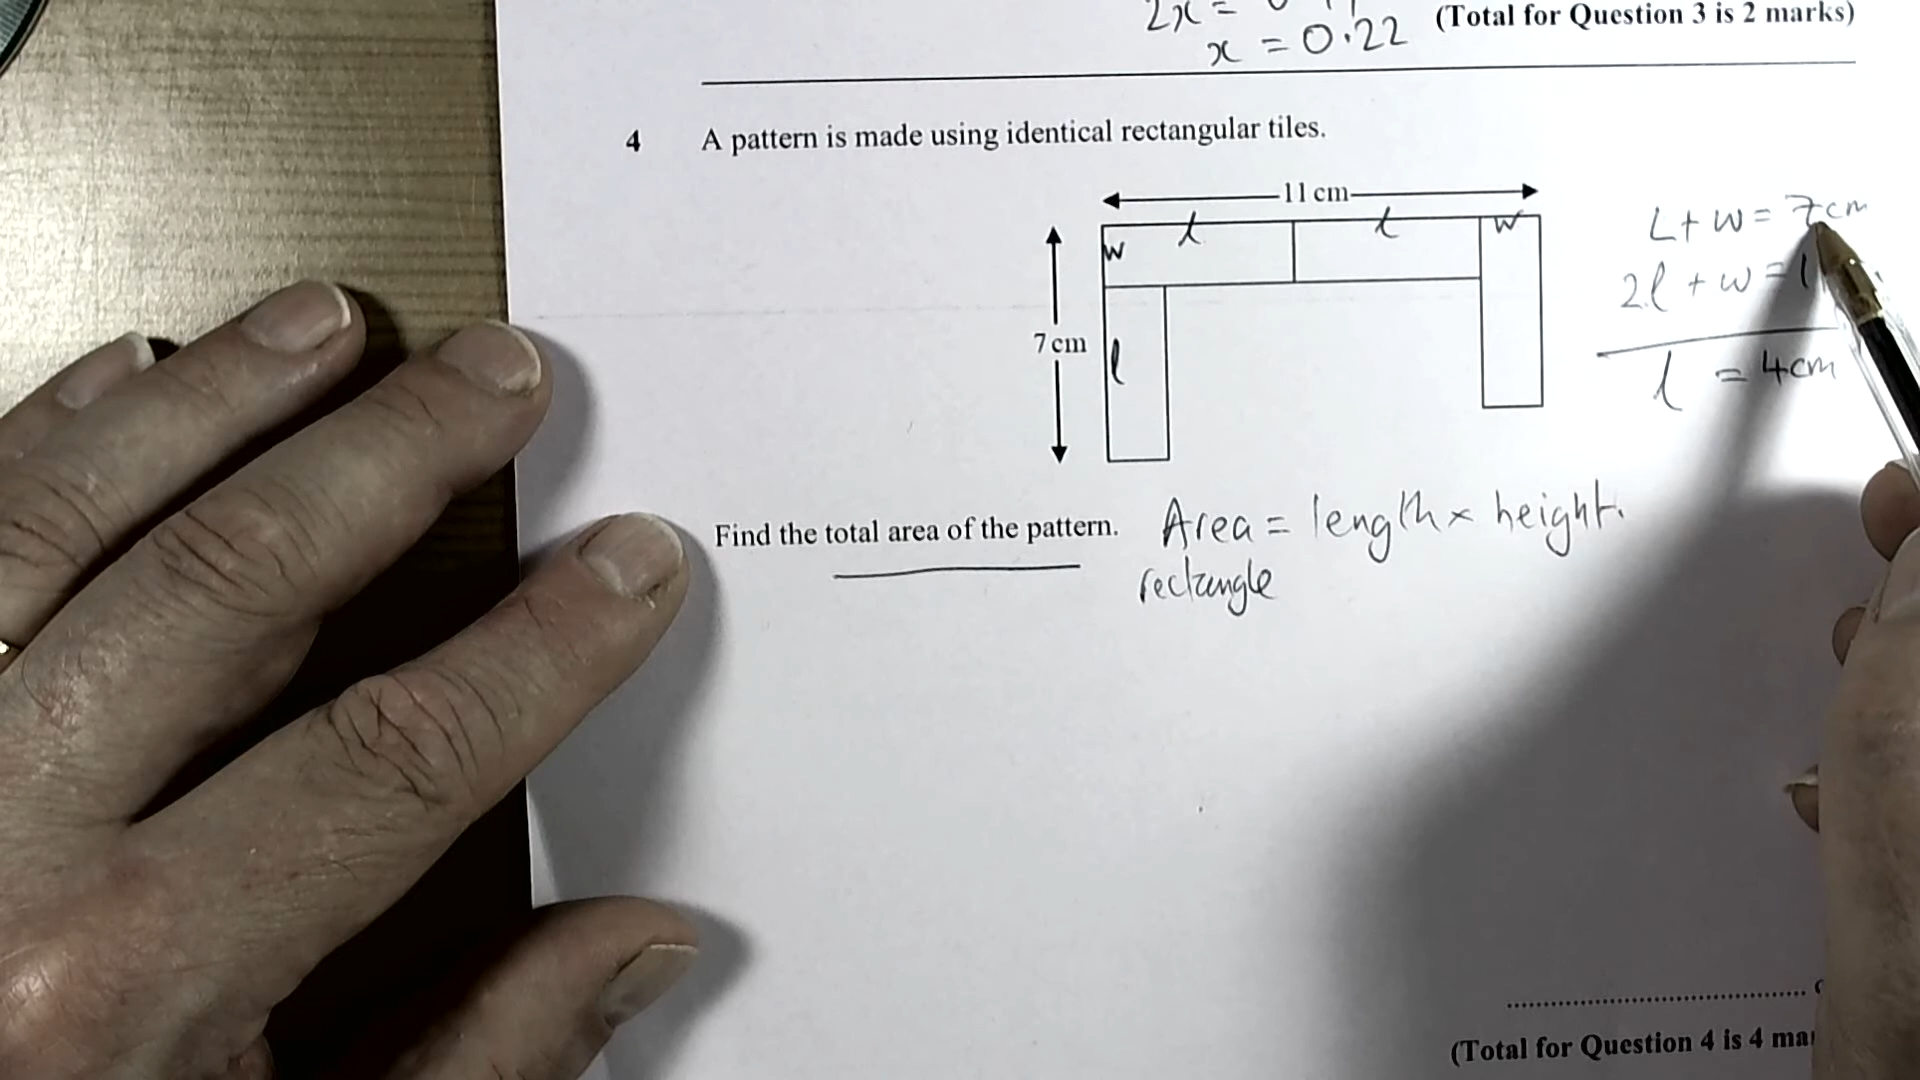 2x =
x = 0.22
(Total for Question 3 is 2 marks)
4 A pattern is made using identical rectangular tiles.
11 cm
l l w
w
7 cm
l
L + w = 7cm
2l + w = 1
l = 4cm
Find the total area of the pattern.
Area = length x height.
rectangle
(Total for Question 4 is 4 mar